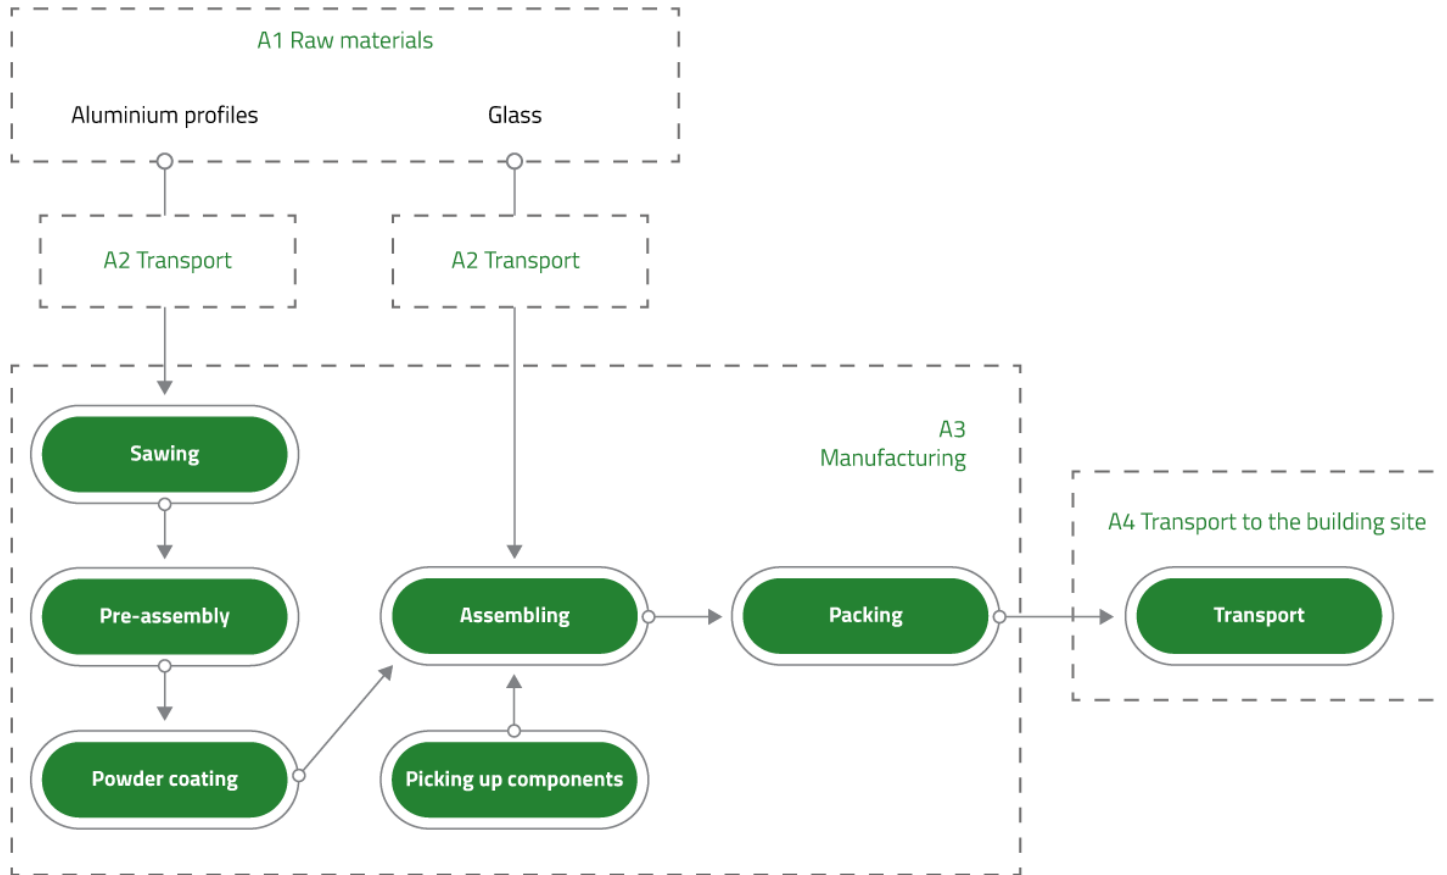 A1 Raw materials
Aluminium profiles
Glass
A2 Transport
A2 Transport
A3
Manufacturing
Sawing
A4 Transport to the building site
Pre-assembly
Assembling
Packing
Transport
Powder coating
Picking up components